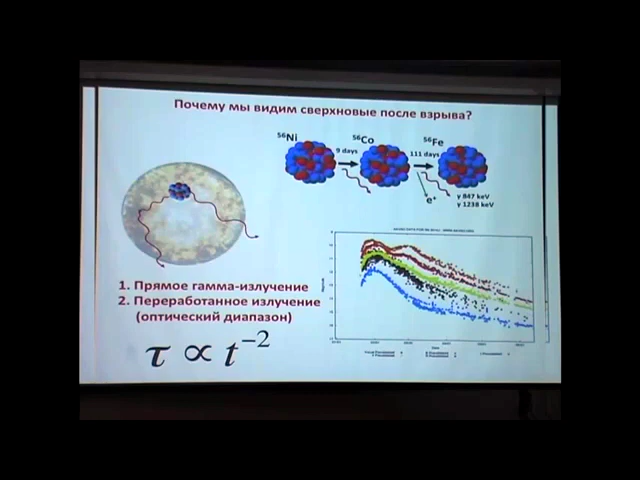 Почему мы видим сверхновые после взрыва?
56Ni
56Co
56Fe
9 days
111 days
e+
γ 847 keV
γ 1238 keV
1. Прямое гамма-излучение
2. Переработанное излучение
(оптический диапазон)
τ ∝ t⁻²